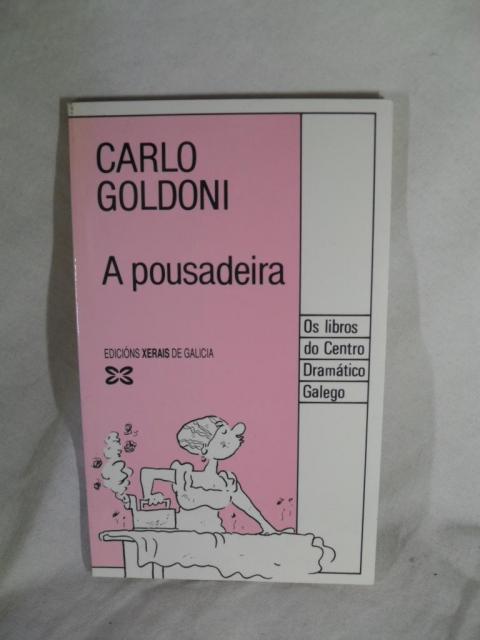 CARLO
GOLDONI
A pousadeira
EDICIÓNS XERAIS DE GALICIA
Os libros
do Centro
Dramático
Galego